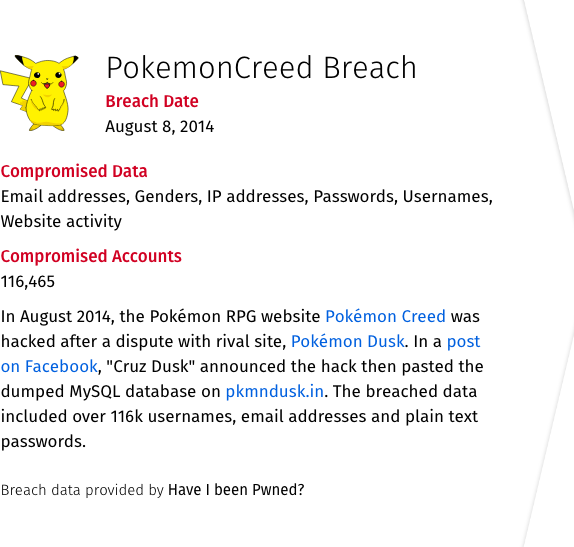 PokemonCreed Breach
Breach Date
August 8, 2014
Compromised Data
Email addresses, Genders, IP addresses, Passwords, Usernames,
Website activity
Compromised Accounts
116,465
In August 2014, the Pokémon RPG website Pokémon Creed was
hacked after a dispute with rival site, Pokémon Dusk. In a post
on Facebook, "Cruz Dusk" announced the hack then pasted the
dumped MySQL database on pkmndusk.in. The breached data
included over 116k usernames, email addresses and plain text
passwords.
Breach data provided by Have I been Pwned?